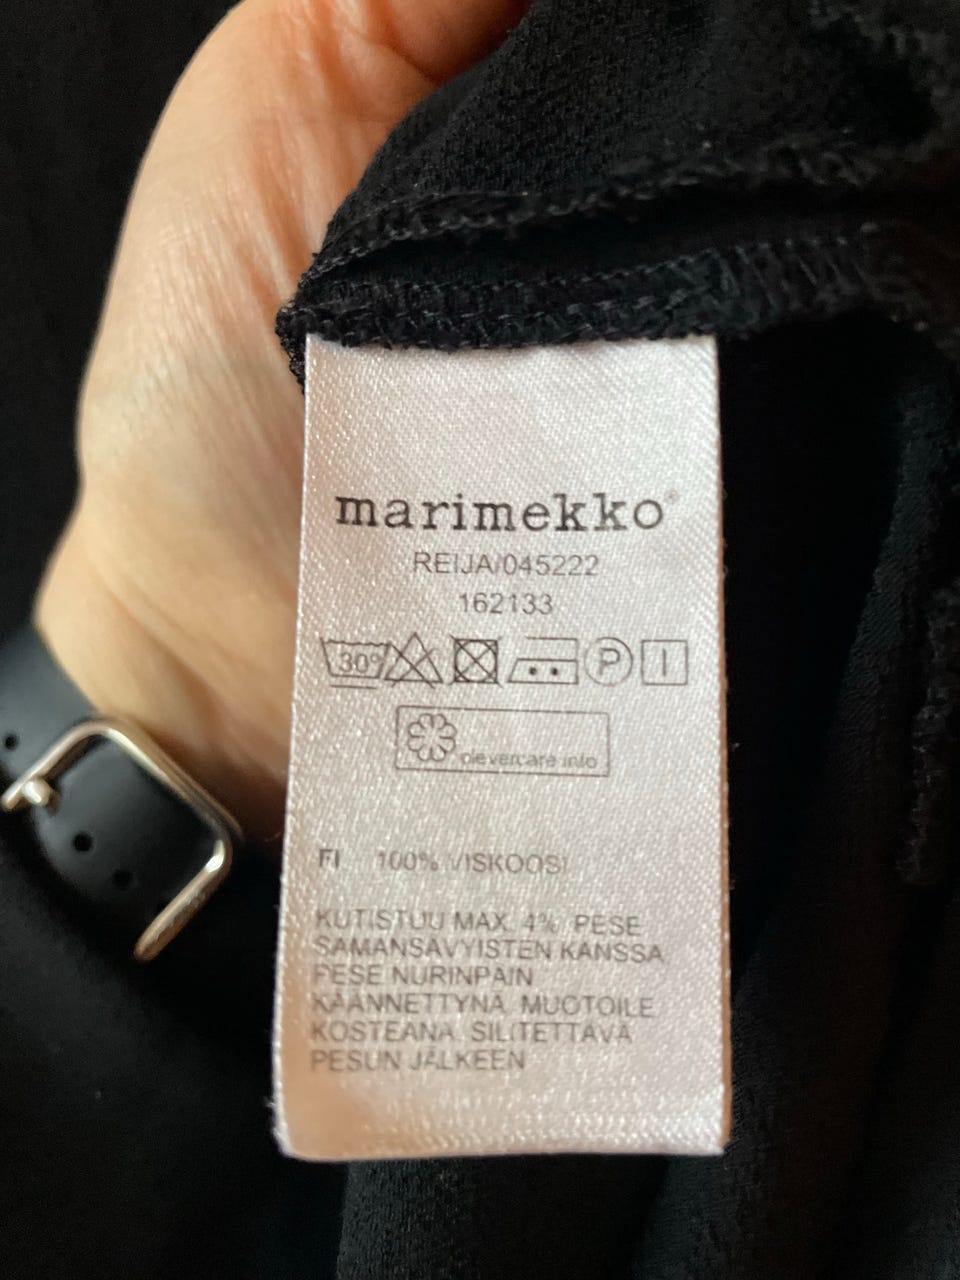 marimekko®
REIJA/045222
162133
30° P I
clevercare.info
FI 100% VISKOOSI
KUTISTUU MAX. 4%. PESE
SAMANSÄVYISTEN KANSSA.
PESE NURINPÄIN
KÄÄNNETTYNÄ. MUOTOILE
KOSTEANA. SILITETTÄVÄ
PESUN JÄLKEEN